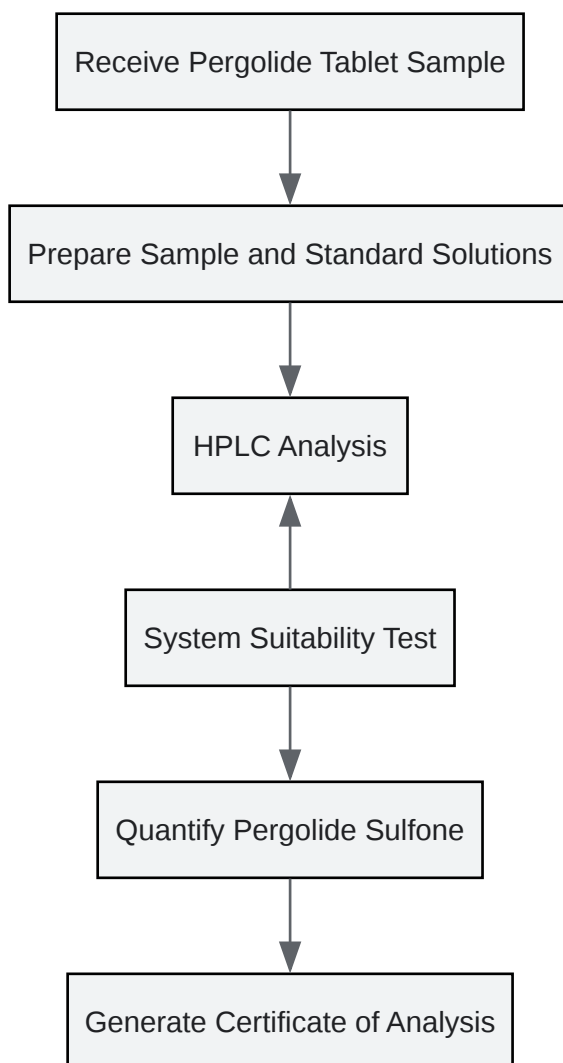 Receive Pergolide Tablet Sample
Prepare Sample and Standard Solutions
HPLC Analysis
System Suitability Test
Quantify Pergolide Sulfone
Generate Certificate of Analysis